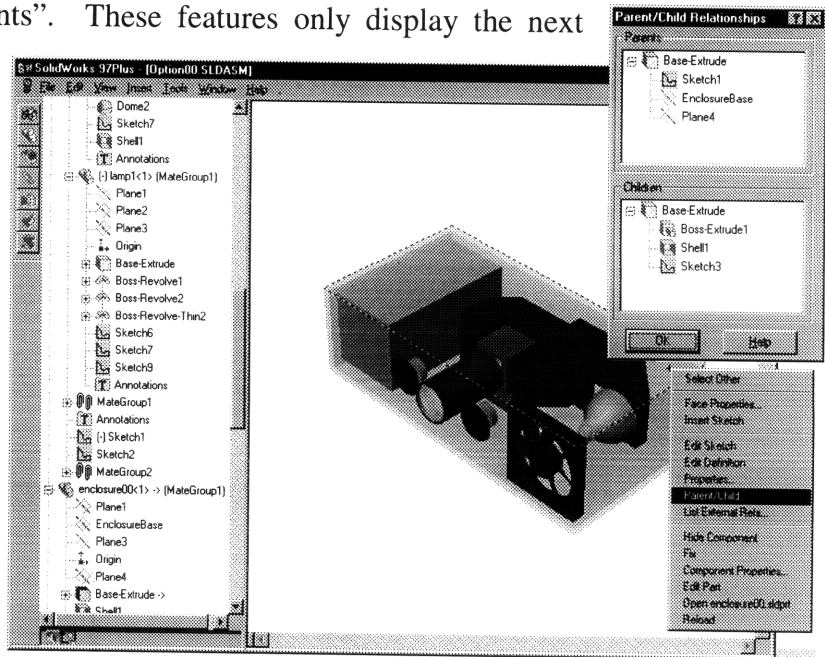 nts". These features only display the next
Parent/Child Relationships
Parents
Base-Extrude
Sketch1
EnclosureBase
Plane4
Children
Base-Extrude
Boss-Extrude1
Shell1
Sketch3
OK Help
SolidWorks 97Plus - [Option00.SLDASM]
File Edit View Insert Tools Window Help
Dome2
Sketch7
Shell1
Annotations
(-) lamp1<1> (MateGroup1)
Plane1
Plane2
Plane3
Origin
Base-Extrude
Boss-Revolve1
Boss-Revolve2
Boss-Revolve-Thin2
Sketch6
Sketch7
Sketch9
Annotations
MateGroup1
Annotations
(-) Sketch1
Sketch2
MateGroup2
enclosure00<1> -> (MateGroup1)
Plane1
EnclosureBase
Plane3
Origin
Plane4
Base-Extrude ->
Shell1
Select Other
Face Properties...
Insert Sketch
Edit Sketch
Edit Definition
Properties...
Parent/Child
List External Refs...
Hide Component
Fix
Component Properties...
Edit Part
Open enclosure00.sldprt
Reload